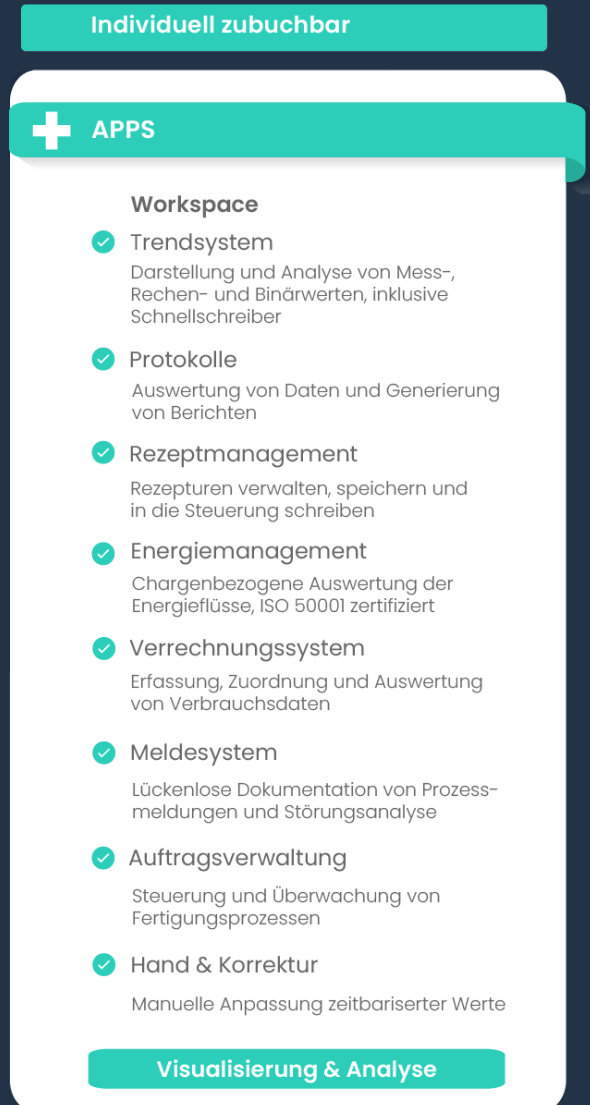 Individuell zubuchbar
APPS
Workspace
Trendsystem
Darstellung und Analyse von Mess-,
Rechen- und Binärwerten, inklusive
Schnellschreiber
Protokolle
Auswertung von Daten und Generierung
von Berichten
Rezeptmanagement
Rezepturen verwalten, speichern und
in die Steuerung schreiben
Energiemanagement
Chargenbezogene Auswertung der
Energieflüsse, ISO 50001 zertifiziert
Verrechnungssystem
Erfassung, Zuordnung und Auswertung
von Verbrauchsdaten
Meldesystem
Lückenlose Dokumentation von Prozess-
meldungen und Störungsanalyse
Auftragsverwaltung
Steuerung und Überwachung von
Fertigungsprozessen
Hand & Korrektur
Manuelle Anpassung zeitbariserter Werte
Visualisierung & Analyse